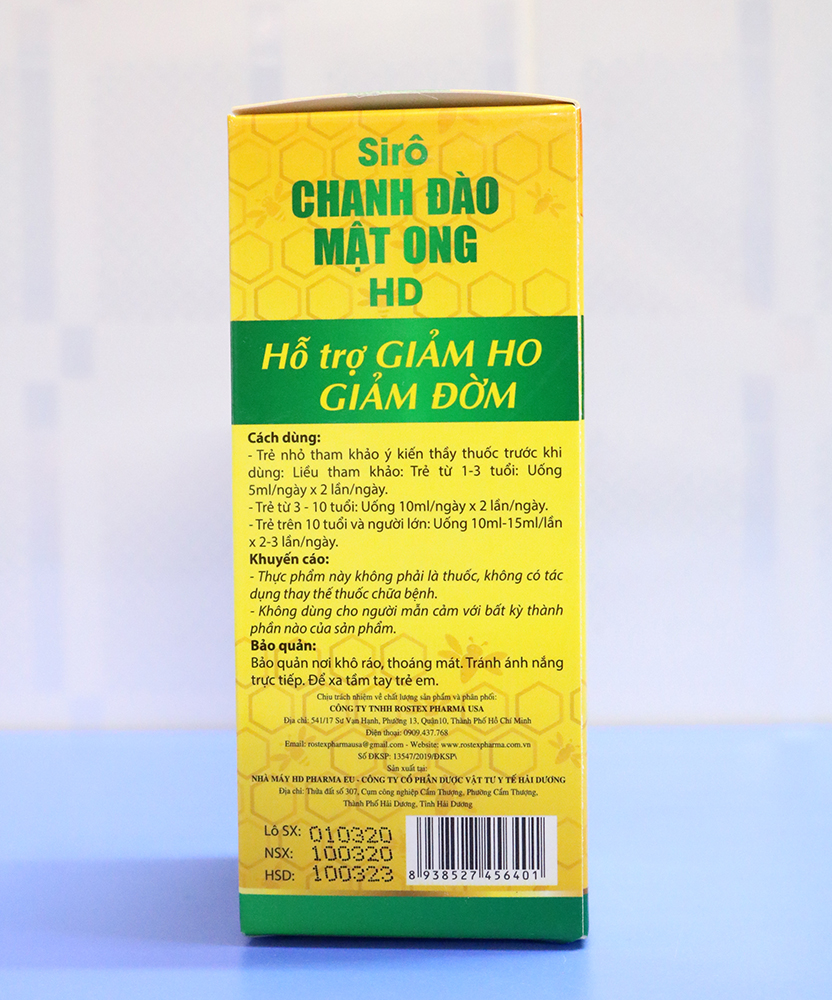 Sirô
CHANH ĐÀO
MẬT ONG
HD
Hỗ trợ GIẢM HO
GIẢM ĐỜM
Cách dùng:
- Trẻ nhỏ tham khảo ý kiến thầy thuốc trước khi
dùng: Liều tham khảo: Trẻ từ 1-3 tuổi: Uống
5ml/ngày x 2 lần/ngày.
- Trẻ từ 3 - 10 tuổi: Uống 10ml/ngày x 2 lần/ngày.
- Trẻ trên 10 tuổi và người lớn: Uống 10ml-15ml/lần
x 2-3 lần/ngày.
Khuyến cáo:
- Thực phẩm này không phải là thuốc, không có tác
dụng thay thế thuốc chữa bệnh.
- Không dùng cho người mẫn cảm với bất kỳ thành
phần nào của sản phẩm.
Bảo quản:
Bảo quản nơi khô ráo, thoáng mát. Tránh ánh nắng
trực tiếp. Để xa tầm tay trẻ em.
Chịu trách nhiệm về chất lượng sản phẩm và phân phối:
CÔNG TY TNHH ROSTEX PHARMA USA
Địa chỉ: 541/17 Sư Vạn Hạnh, Phường 13, Quận10, Thành Phố Hồ Chí Minh
Điện thoại: 0909.437.768
Email: rostexpharmausa@gmail.com - Website: www.rostexpharma.com.vn
Số ĐKSP: 13547/2019/ĐKSP\
Sản xuất tại:
NHÀ MÁY HD PHARMA EU - CÔNG TY CỔ PHẦN DƯỢC VẬT TƯ Y TẾ HẢI DƯƠNG
Địa chỉ: Thửa đất số 307, Cụm công nghiệp Cẩm Thượng, Phường Cẩm Thượng,
Thành Phố Hải Dương, Tỉnh Hải Dương
Lô SX: 010320
NSX: 100320
HSD: 100323
8 938527 456401